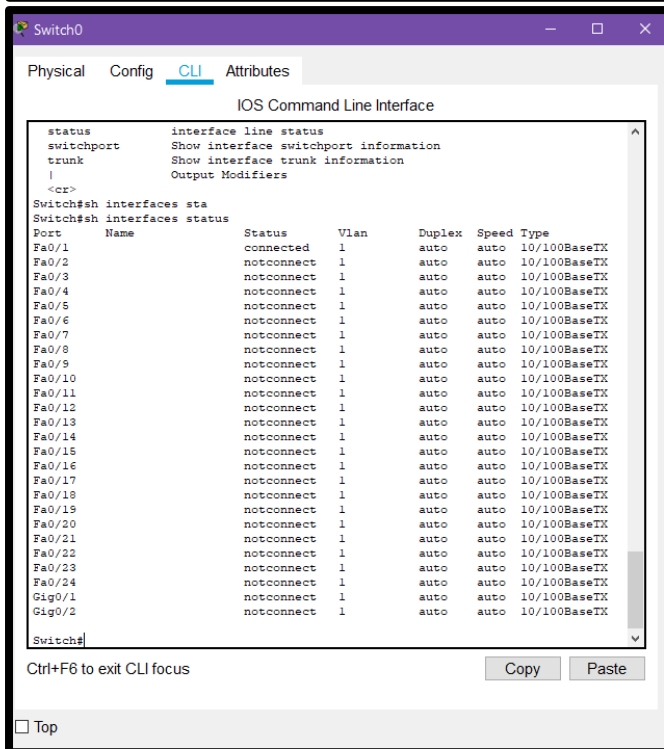 Switch0
Physical Config CLI Attributes
IOS Command Line Interface
status interface line status
switchport Show interface switchport information
trunk Show interface trunk information
| Output Modifiers
<cr>
Switch#sh interfaces sta
Switch#sh interfaces status
Port Name Status Vlan Duplex Speed Type
Fa0/1 connected 1 auto auto 10/100BaseTX
Fa0/2 notconnect 1 auto auto 10/100BaseTX
Fa0/3 notconnect 1 auto auto 10/100BaseTX
Fa0/4 notconnect 1 auto auto 10/100BaseTX
Fa0/5 notconnect 1 auto auto 10/100BaseTX
Fa0/6 notconnect 1 auto auto 10/100BaseTX
Fa0/7 notconnect 1 auto auto 10/100BaseTX
Fa0/8 notconnect 1 auto auto 10/100BaseTX
Fa0/9 notconnect 1 auto auto 10/100BaseTX
Fa0/10 notconnect 1 auto auto 10/100BaseTX
Fa0/11 notconnect 1 auto auto 10/100BaseTX
Fa0/12 notconnect 1 auto auto 10/100BaseTX
Fa0/13 notconnect 1 auto auto 10/100BaseTX
Fa0/14 notconnect 1 auto auto 10/100BaseTX
Fa0/15 notconnect 1 auto auto 10/100BaseTX
Fa0/16 notconnect 1 auto auto 10/100BaseTX
Fa0/17 notconnect 1 auto auto 10/100BaseTX
Fa0/18 notconnect 1 auto auto 10/100BaseTX
Fa0/19 notconnect 1 auto auto 10/100BaseTX
Fa0/20 notconnect 1 auto auto 10/100BaseTX
Fa0/21 notconnect 1 auto auto 10/100BaseTX
Fa0/22 notconnect 1 auto auto 10/100BaseTX
Fa0/23 notconnect 1 auto auto 10/100BaseTX
Fa0/24 notconnect 1 auto auto 10/100BaseTX
Gig0/1 notconnect 1 auto auto 10/100BaseTX
Gig0/2 notconnect 1 auto auto 10/100BaseTX
Switch#
Ctrl+F6 to exit CLI focus Copy Paste
Top